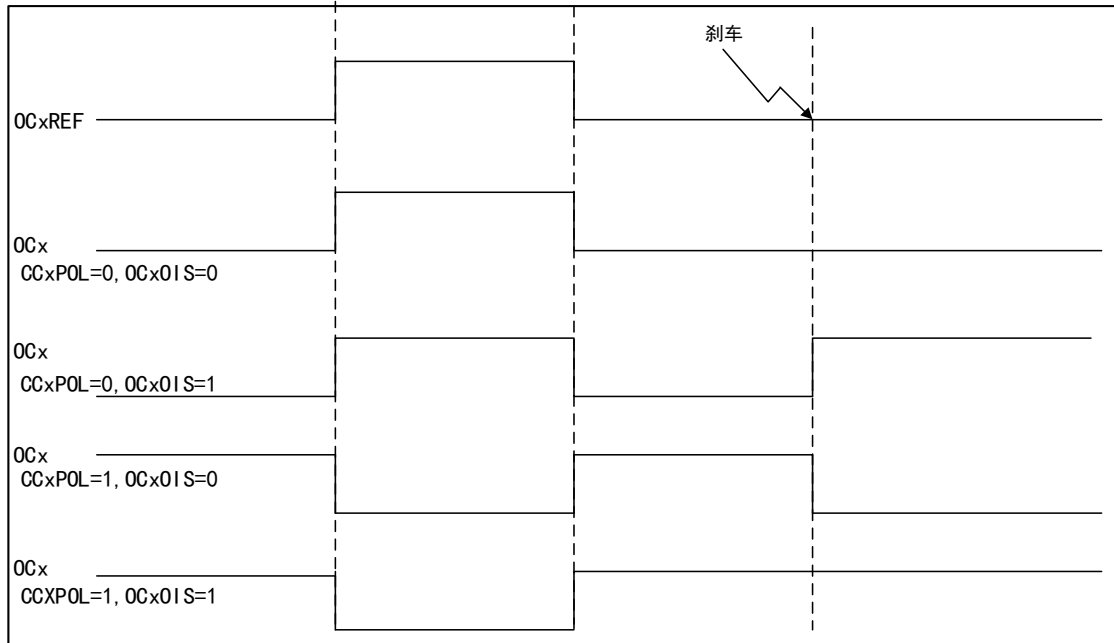 刹车
OCxREF
OCx
CCxPOL=0,OCxOIS=0
OCx
CCxPOL=0,OCxOIS=1
OCx
CCxPOL=1,OCxOIS=0
OCx
CCXPOL=1,OCxOIS=1